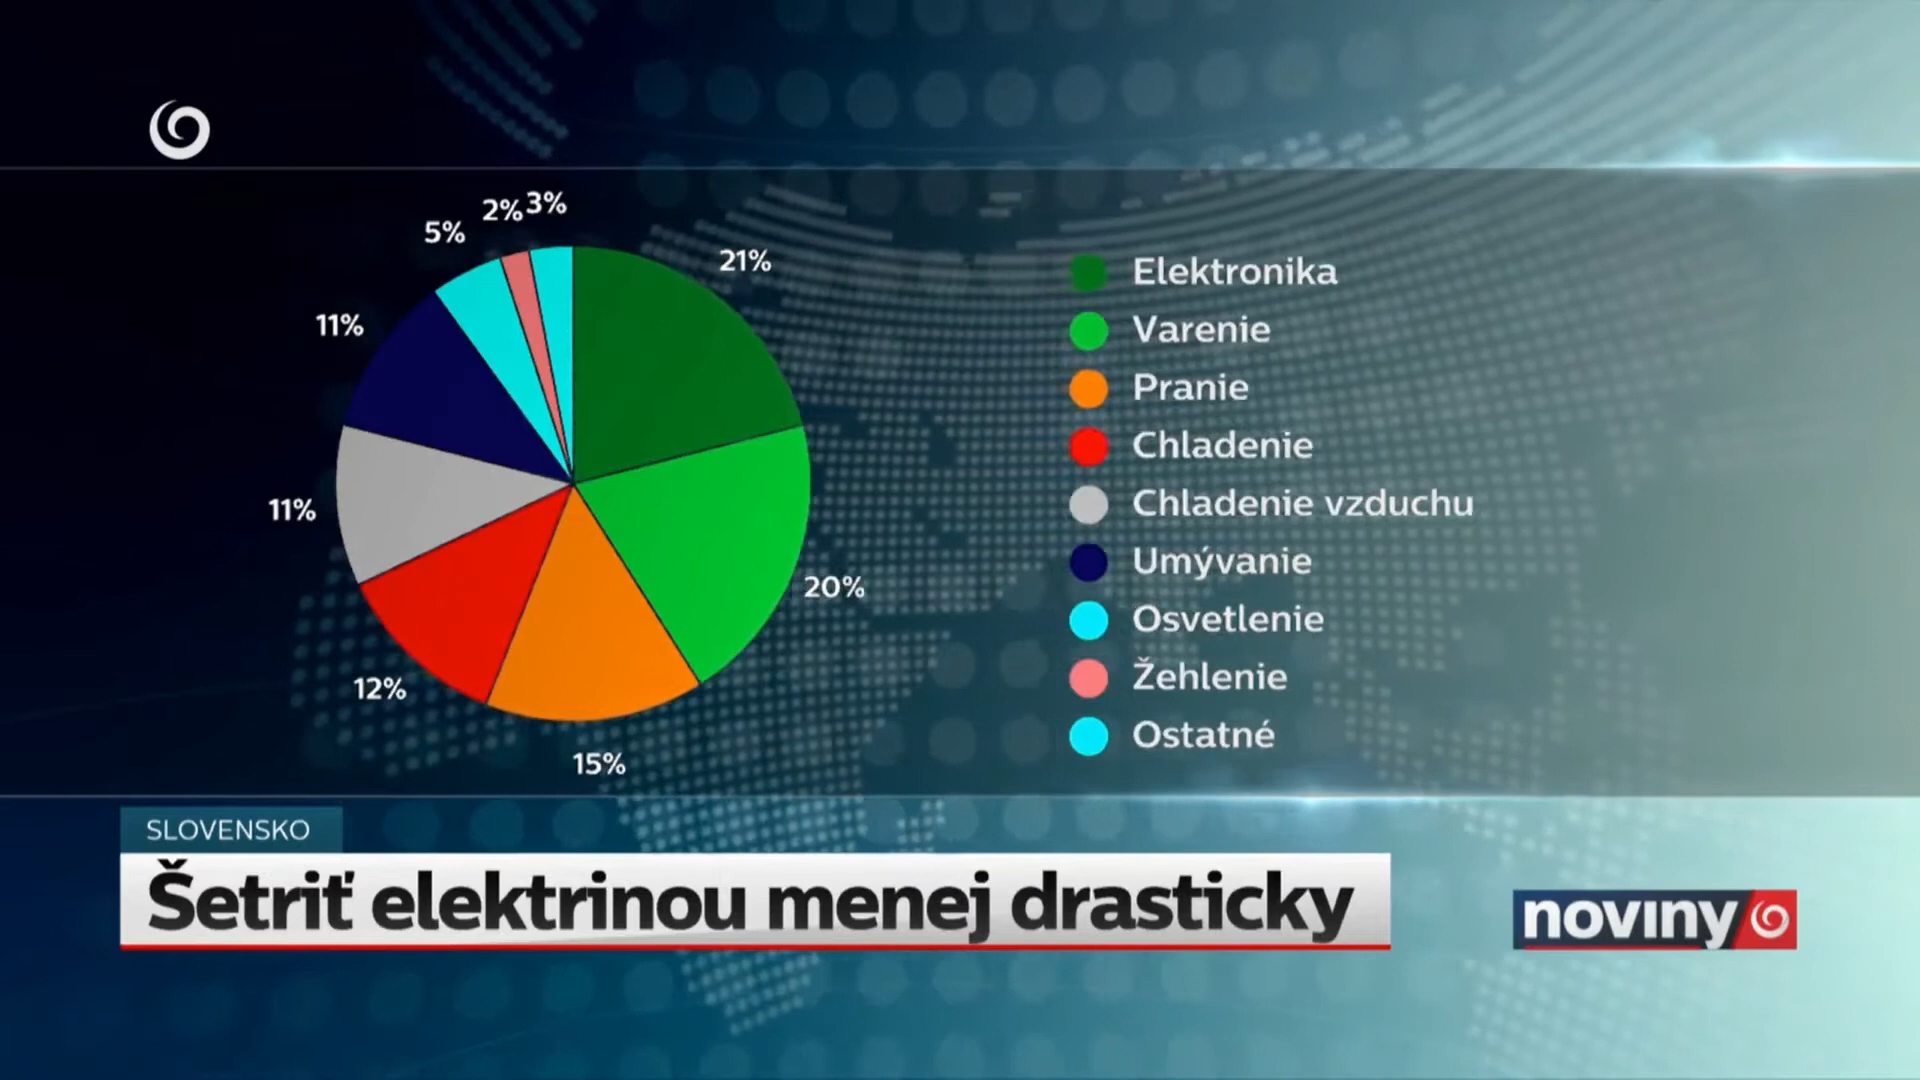 2% 3%
5%
21%
11%
11%
20%
12%
15%
Elektronika
Varenie
Pranie
Chladenie
Chladenie vzduchu
Umývanie
Osvetlenie
Žehlenie
Ostatné
SLOVENSKO
Šetriť elektrinou menej drasticky
noviny